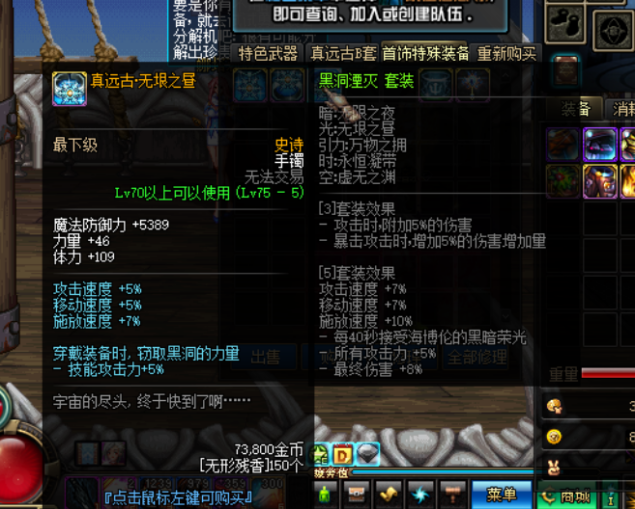 要是你有
备，就去
分解机
出珍贵
即可查询、加入或创建队伍。
特色武器 真远古B套 首饰特殊装备 重新购买
真远古·无垠之昼
最下级
史诗
手镯
无法交易
Lv70以上可以使用 (Lv75 - 5)
魔法防御力 +5389
力量 +46
体力 +109
攻击速度 +5%
移动速度 +5%
施放速度 +7%
穿戴装备时, 窃取黑洞的力量
- 技能攻击力+5%
宇宙的尽头, 终于快到了啊……
73,800金币
[无形残香]150个
『点击鼠标左键可购买』
黑洞湮灭 套装
暗:无限之夜
光:无垠之昼
引力:万物之拥
时:永恒凝带
空:虚无之渊
[3]套装效果
- 攻击时,附加5%的伤害
- 暴击攻击时,增加5%的伤害增加量
[5]套装效果
攻击速度 +7%
移动速度 +7%
施放速度 +10%
- 每40秒接受海博伦的黑暗荣光
- 所有攻击力 +5%
- 最终伤害 +8%
装备
消耗
出售
全部修理
重量
菜单
商城